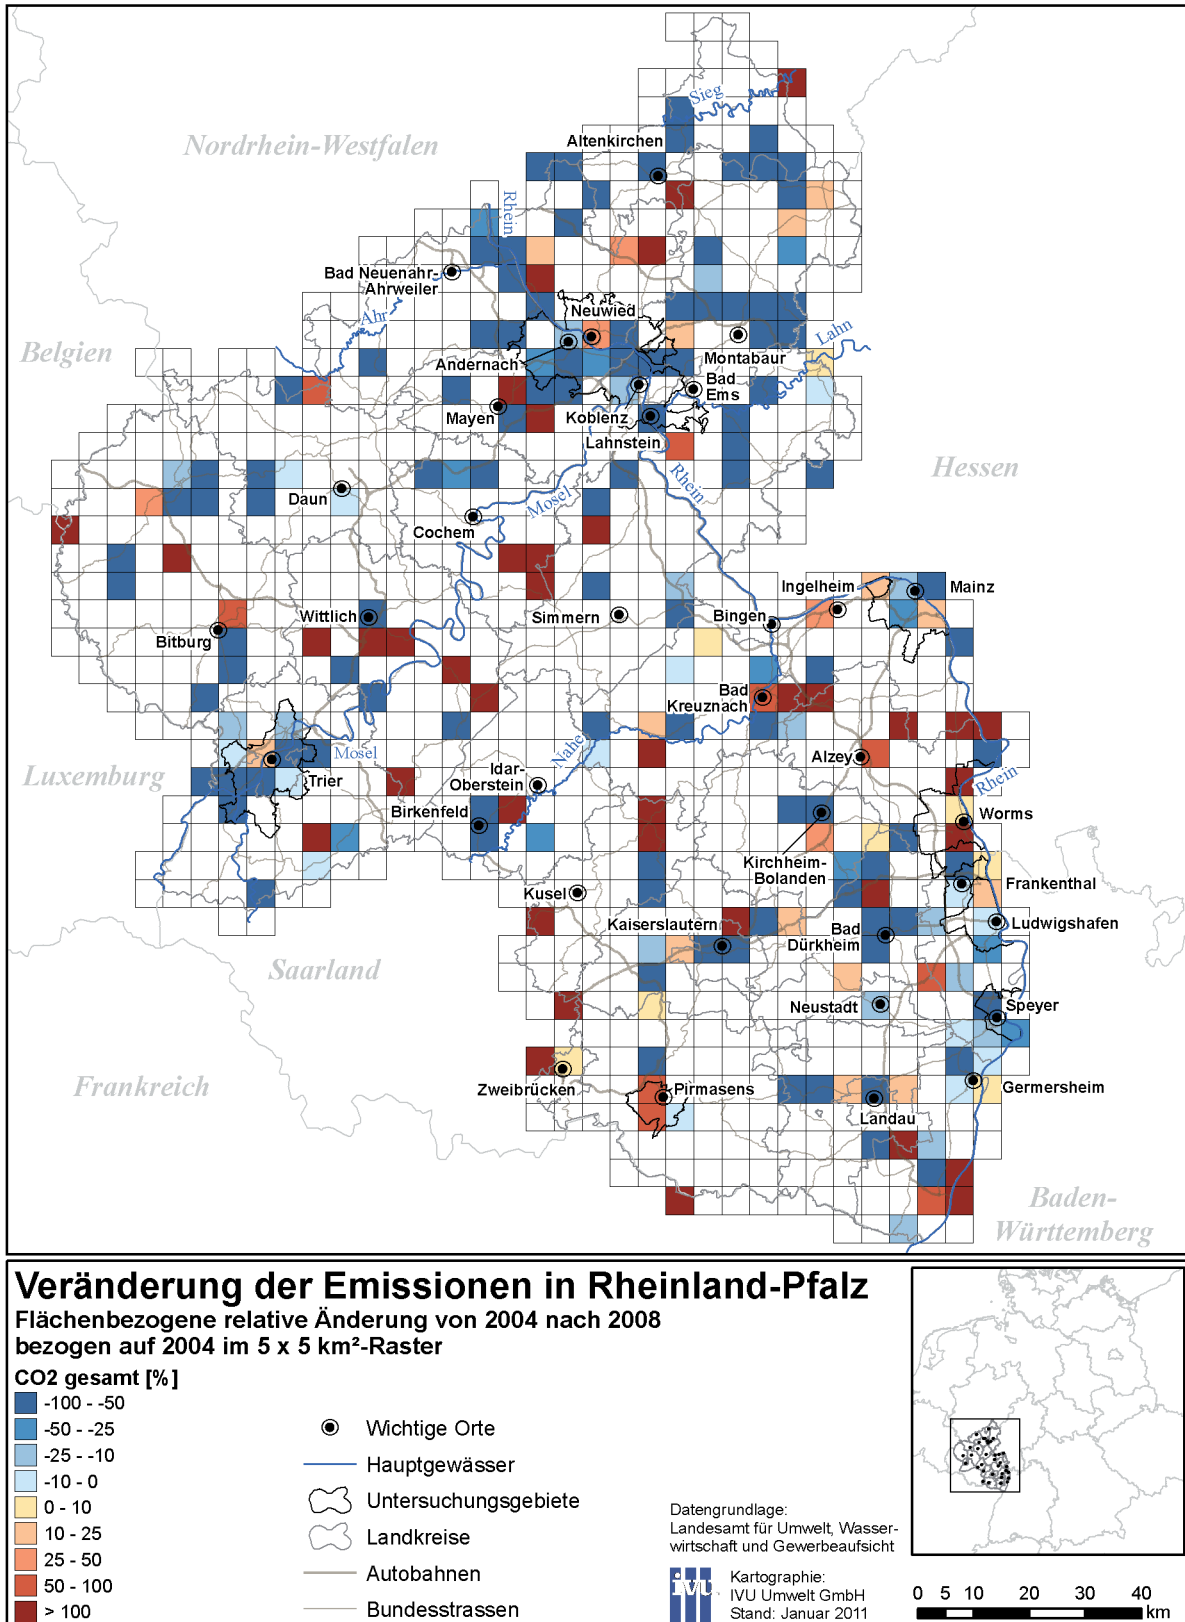 Sieg
Altenkirchen
Nordrhein-Westfalen
Rhein
Bad Neuenahr-
Ahrweiler
Ahr
Neuwied
Belgien
Andernach
Montabaur
Lahn
Bad
Ems
Mayen
Koblenz
Lahnstein
Rhein
Hessen
Daun
Mosel
Cochem
Ingelheim
Mainz
Wittlich
Simmern
Bingen
Bitburg
Bad
Kreuznach
Mosel
Nahe
Alzey
Luxemburg
Trier
Idar-
Oberstein
Rhein
Birkenfeld
Worms
Kirchheim-
Bolanden
Kusel
Frankenthal
Kaiserslautern
Bad
Dürkheim
Ludwigshafen
Saarland
Neustadt
Speyer
Frankreich
Zweibrücken
Pirmasens
Germersheim
Landau
Baden-
Württemberg
Veränderung der Emissionen in Rheinland-Pfalz
Flächenbezogene relative Änderung von 2004 nach 2008
bezogen auf 2004 im 5 x 5 km²-Raster
CO2 gesamt [%]
-100 - -50
-50 - -25
-25 - -10
-10 - 0
0 - 10
10 - 25
25 - 50
50 - 100
> 100
Wichtige Orte
Hauptgewässer
Untersuchungsgebiete
Landkreise
Autobahnen
Bundesstrassen
Datengrundlage:
Landesamt für Umwelt, Wasser-
wirtschaft und Gewerbeaufsicht
ivu
Kartographie:
IVU Umwelt GmbH
Stand: Januar 2011
0 5 10 20 30 40
km